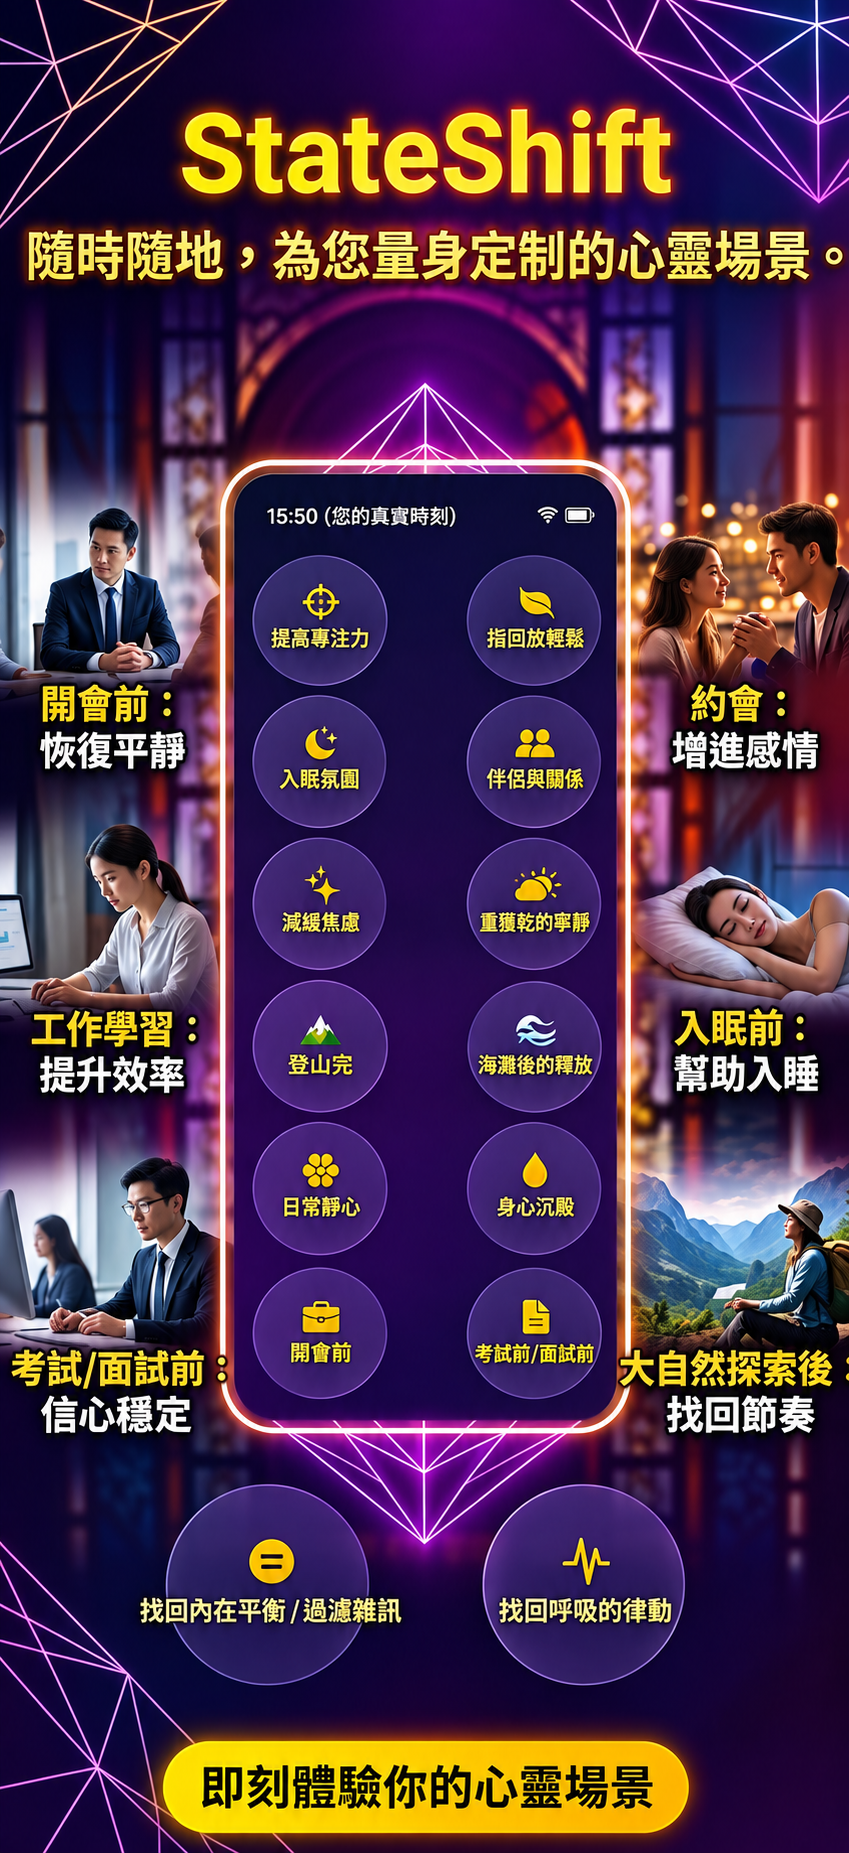 StateShift
隨時隨地，為您量身定制的心靈場景。
15:50 (您的真實時刻)
提高專注力
指回放輕鬆
入眠氛圍
伴侶與關係
減緩焦慮
重獲乾的寧靜
登山完
海灘後的釋放
日常靜心
身心沉殿
開會前
考試前/面試前
開會前：
恢復平靜
工作學習：
提升效率
考試/面試前：
信心穩定
約會：
增進感情
入眠前：
幫助入睡
大自然探索後：
找回節奏
找回內在平衡 / 過濾雜訊
找回呼吸的律動
即刻體驗你的心靈場景